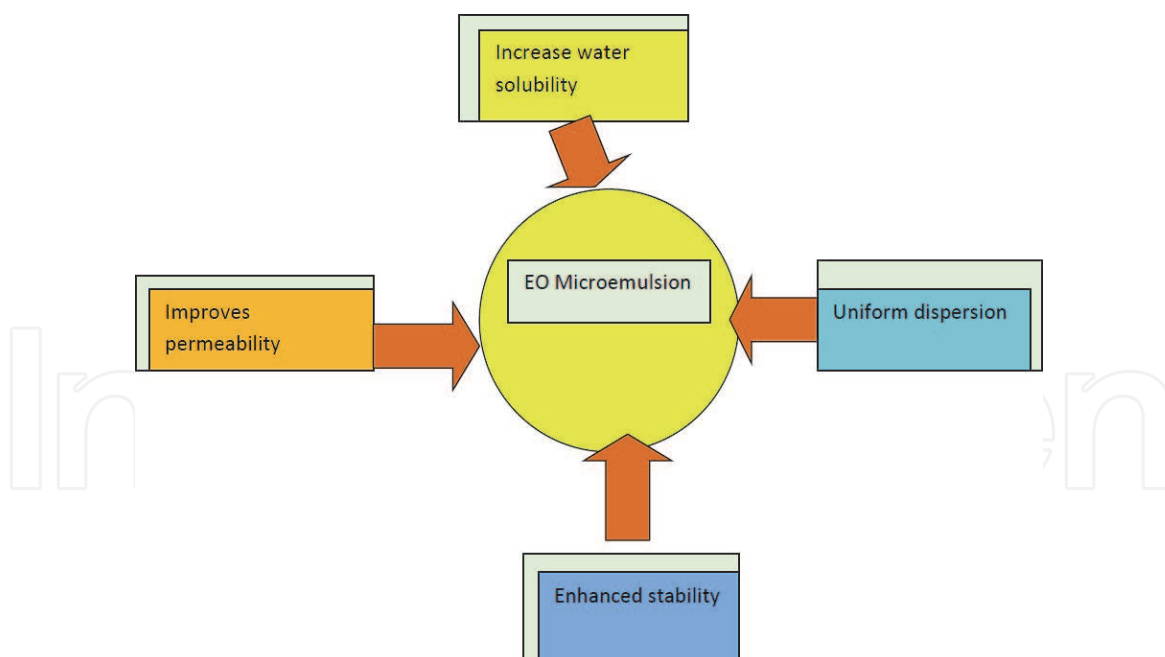 Increase water
solubility
EO Microemulsion
Improves
permeability
Uniform dispersion
Enhanced stability